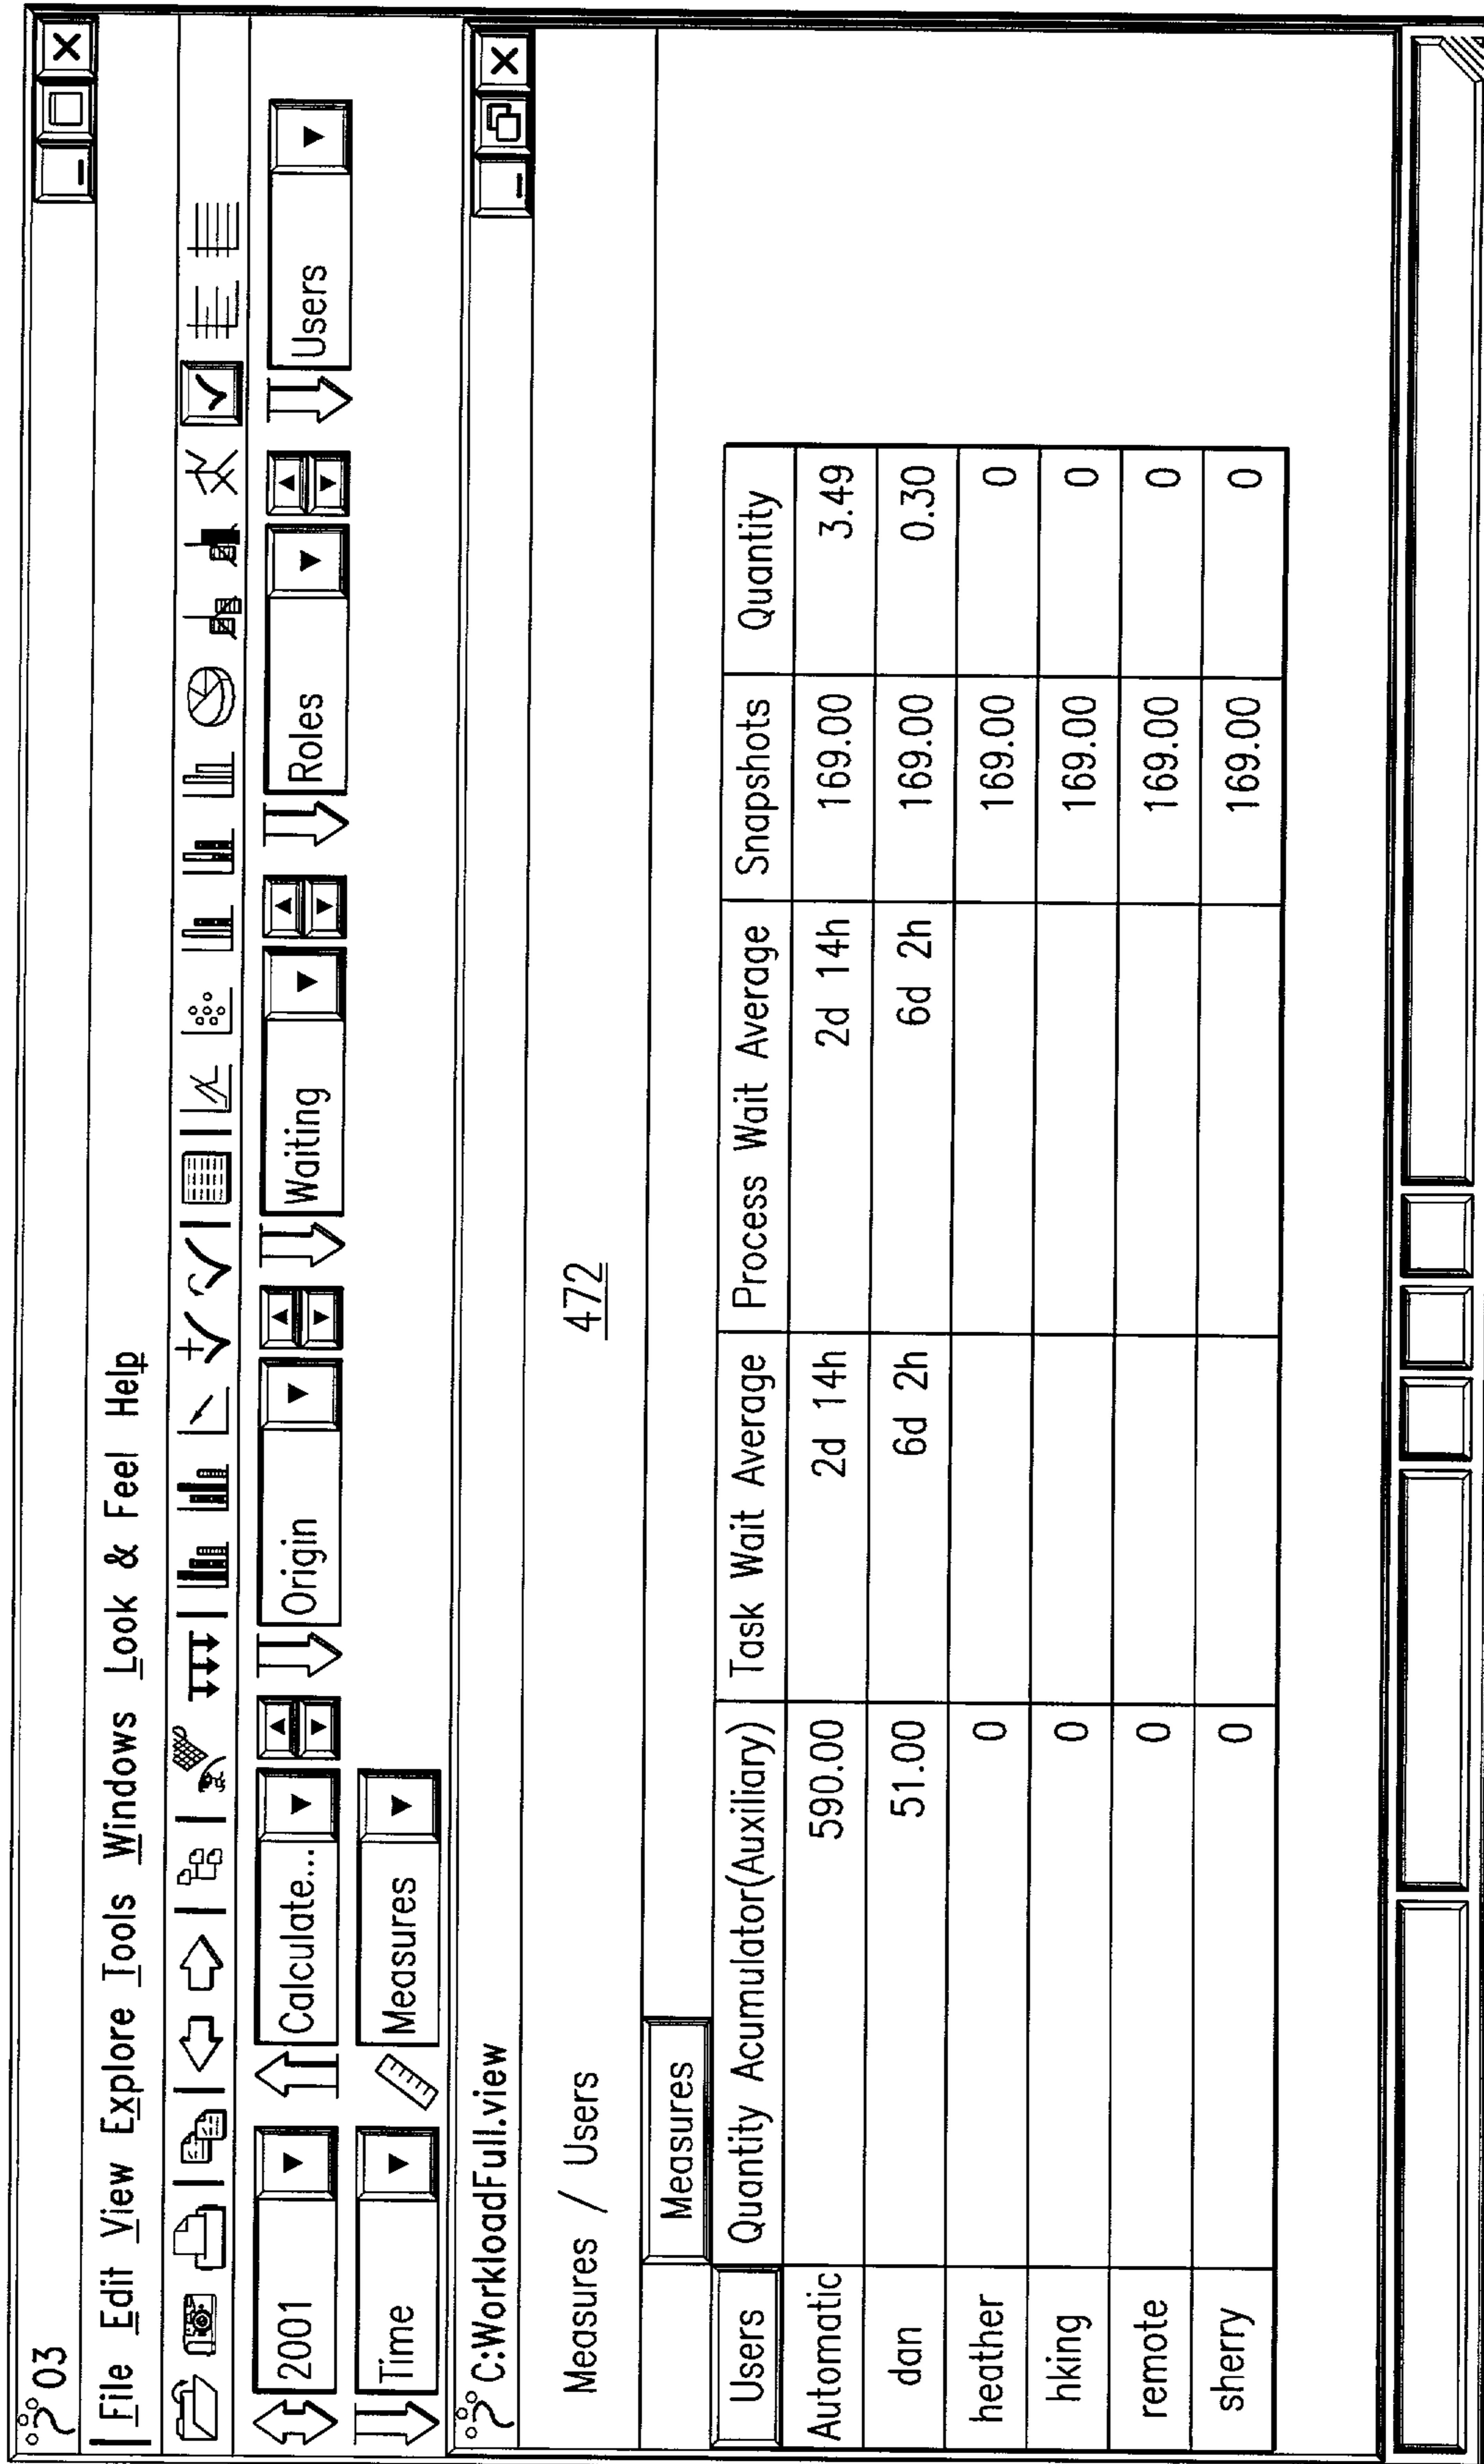 03
File Edit View Explore Tools Windows Look & Feel Help
2001 Calculate... Origin Waiting Roles Users
Time Measures
C:WorkloadFull.view
472
Measures / Users
Measures
Users Quantity Acumulator(Auxiliary) Task Wait Average Process Wait Average Snapshots Quantity
Automatic 590.00 2d 14h 2d 14h 169.00 3.49
dan 51.00 6d 2h 6d 2h 169.00 0.30
heather 0 169.00 0
hking 0 169.00 0
remote 0 169.00 0
sherry 0 169.00 0